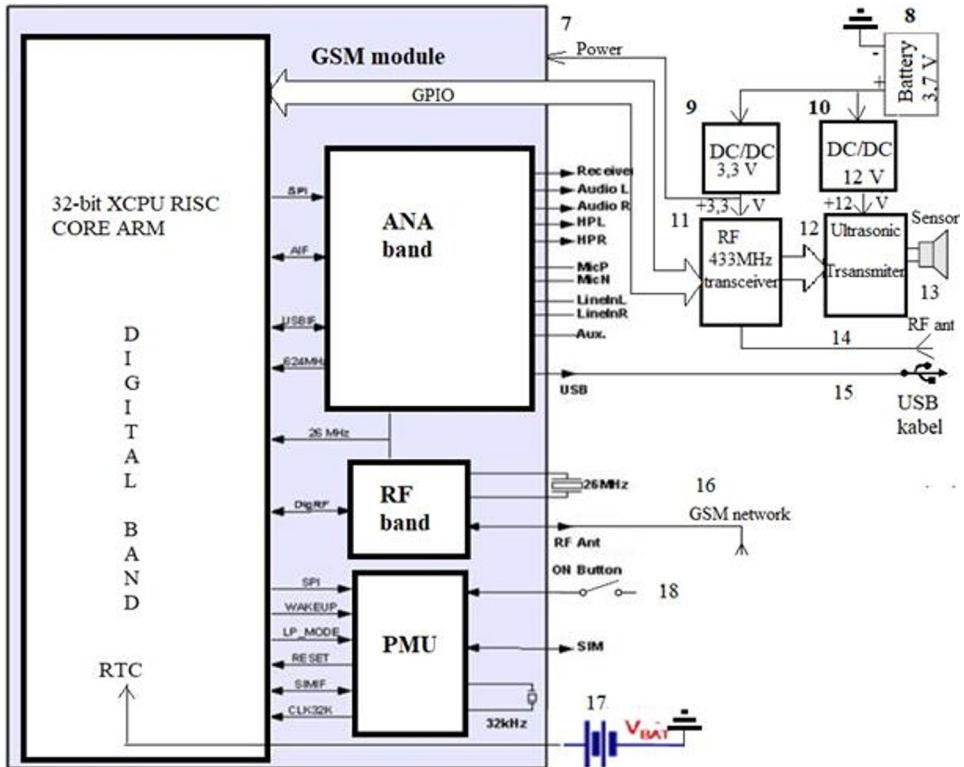 GSM module
GPIO
32-bit XCPU RISC
CORE ARM
D
I
G
I
T
A
L
B
A
N
D
RTC
SPI
AIF
USBIF
624MHz
26 MHz
DigRF
SPI
WAKEUP
LP_MODE
RESET
SIMIF
CLK32K
ANA
band
RF
band
PMU
Receiver
Audio L
Audio R
HPL
HPR
MicP
MicN
LineInL
LineInR
Aux.
USB
26MHz
RF Ant
ON Button
SIM
32kHz
7
Power
8
-
+
Battery
3,7 V
9
DC/DC
3,3 V
10
DC/DC
12 V
+3,3 V
+12 V
11
RF
433MHz
transceiver
12
Ultrasonic
Trsansmiter
Sensor
13
14
RF ant
15
USB
kabel
16
GSM network
18
17
VBAT